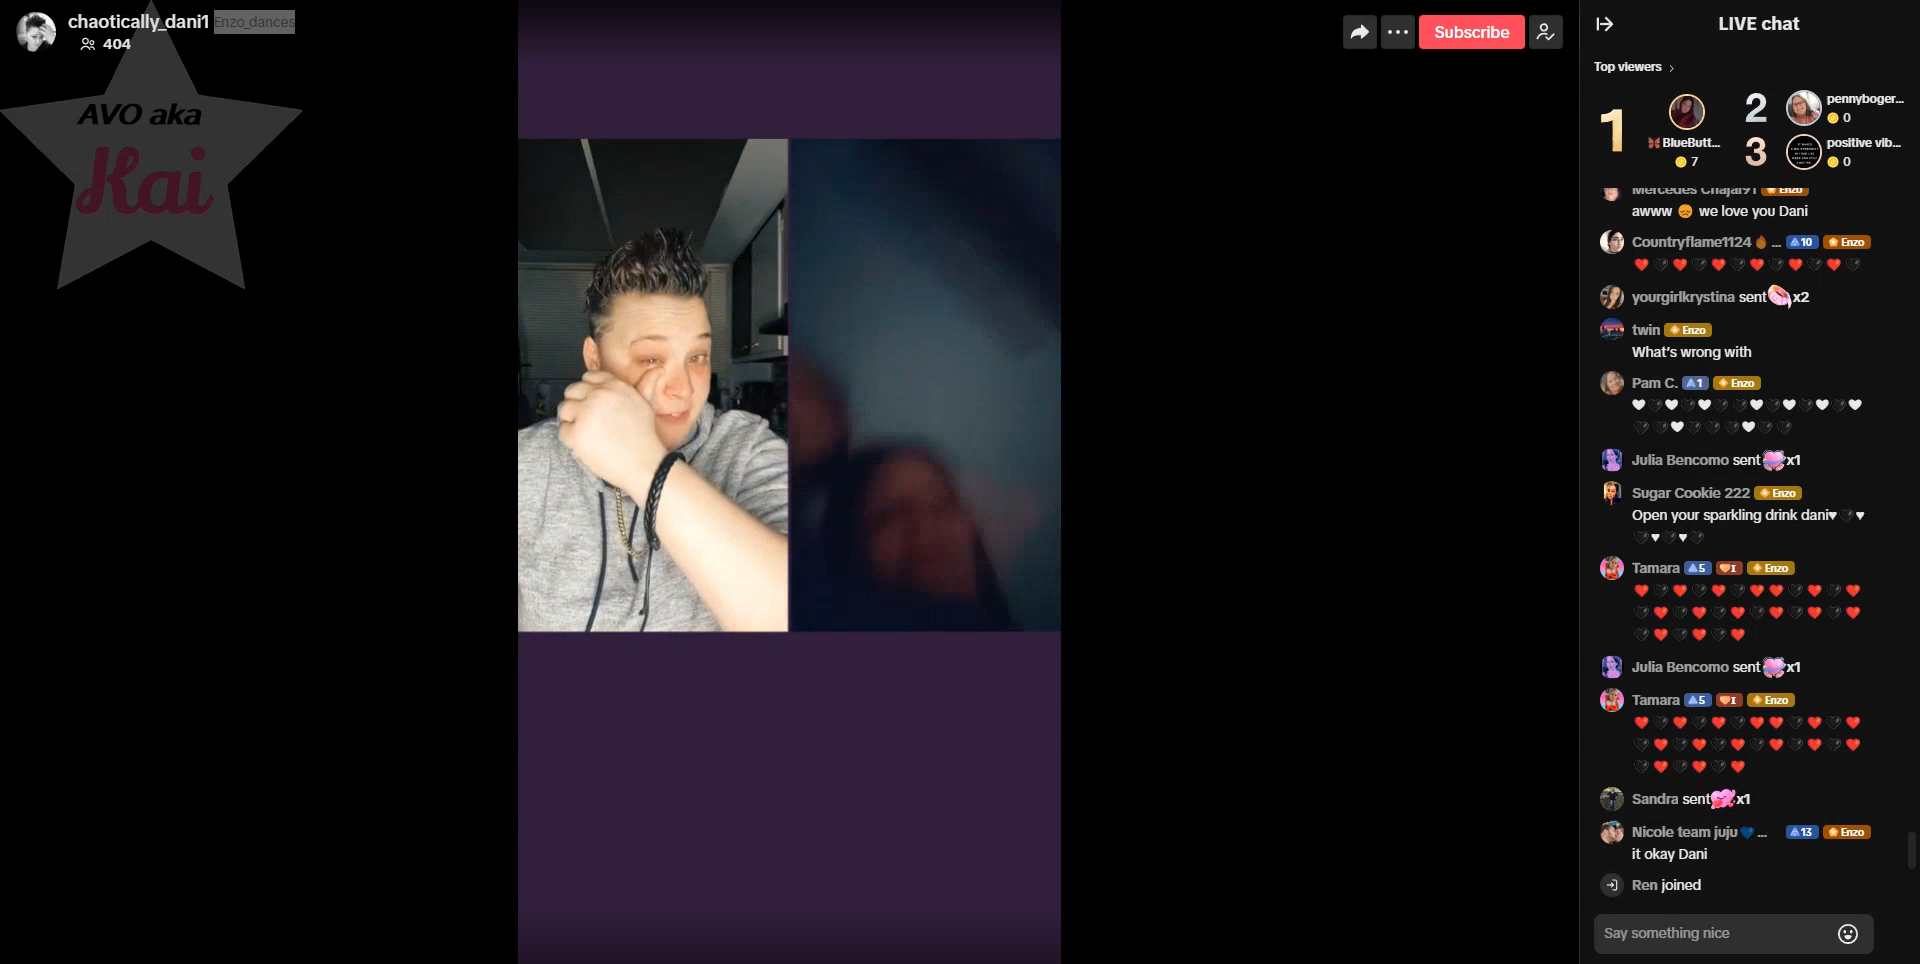 chaotically_dani1 Enzo_dances
404
AVO aka
Kai
Subscribe
LIVE chat
Top viewers
1
BlueButt...
7
2
pennyboger...
0
3
positive vib...
0
Mercedes Chajal91 Enzo
awww we love you Dani
Countryflame1124 ... 10 Enzo
yourgirlkrystina sent x2
twin Enzo
What's wrong with
Pam C. 1 Enzo
Julia Bencomo sent x1
Sugar Cookie 222 Enzo
Open your sparkling drink dani
Tamara 5 I Enzo
Julia Bencomo sent x1
Tamara 5 I Enzo
Sandra sent x1
Nicole team juju ... 13 Enzo
it okay Dani
Ren joined
Say something nice